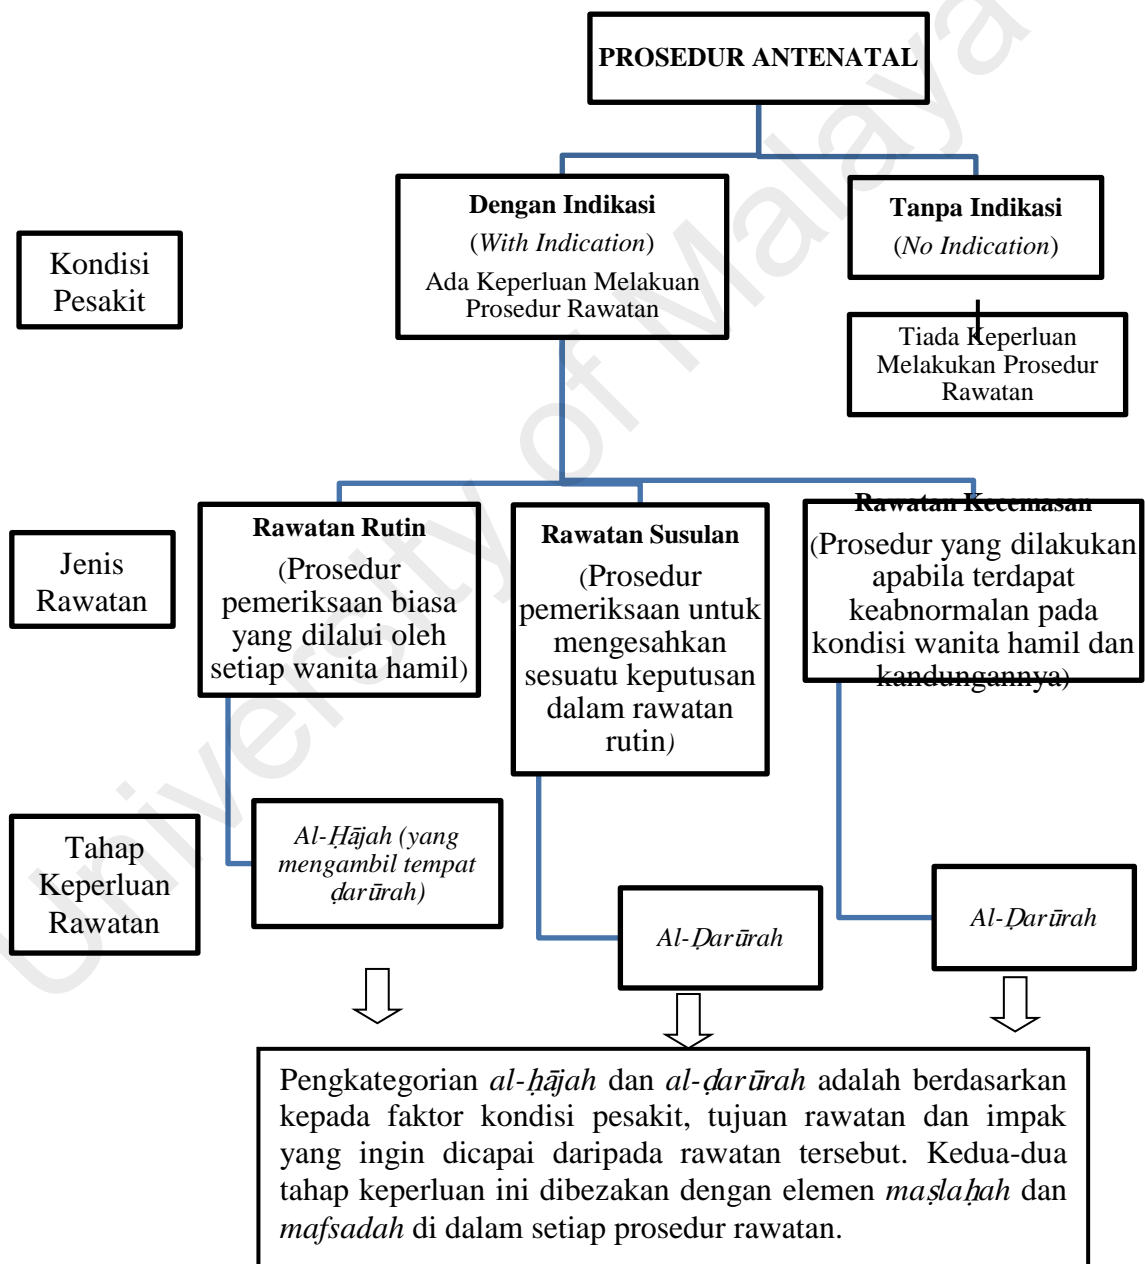 PROSEDUR ANTENATAL
Dengan Indikasi
(With Indication)
Ada Keperluan Melakuan
Prosedur Rawatan
Tanpa Indikasi
(No Indication)
Kondisi
Pesakit
Tiada Keperluan
Melakukan Prosedur
Rawatan
Jenis
Rawatan
Rawatan Rutin
(Prosedur
pemeriksaan biasa
yang dilalui oleh
setiap wanita hamil)
Rawatan Susulan
(Prosedur
pemeriksaan untuk
mengesahkan
sesuatu keputusan
dalam rawatan
rutin)
Rawatan Kecemasan
(Prosedur yang dilakukan
apabila terdapat
keabnormalan pada
kondisi wanita hamil dan
kandungannya)
Tahap
Keperluan
Rawatan
Al-Ḥājah (yang
mengambil tempat
ḍarūrah)
Al-Ḍarūrah
Al-Ḍarūrah
Pengkategorian al-ḥājah dan al-ḍarūrah adalah berdasarkan
kepada faktor kondisi pesakit, tujuan rawatan dan impak
yang ingin dicapai daripada rawatan tersebut. Kedua-dua
tahap keperluan ini dibezakan dengan elemen maṣlaḥah dan
mafsadah di dalam setiap prosedur rawatan.
University of Malaya